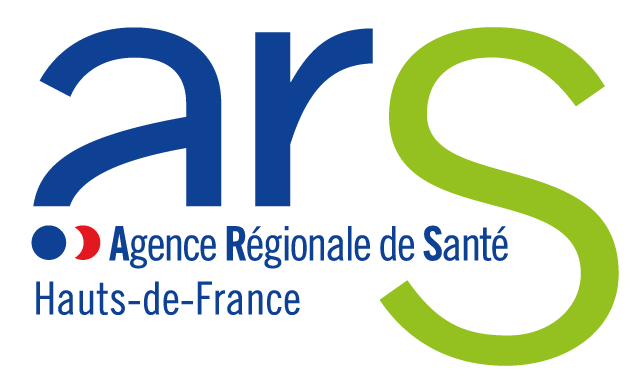 ars
Agence Régionale de Santé
Hauts-de-France